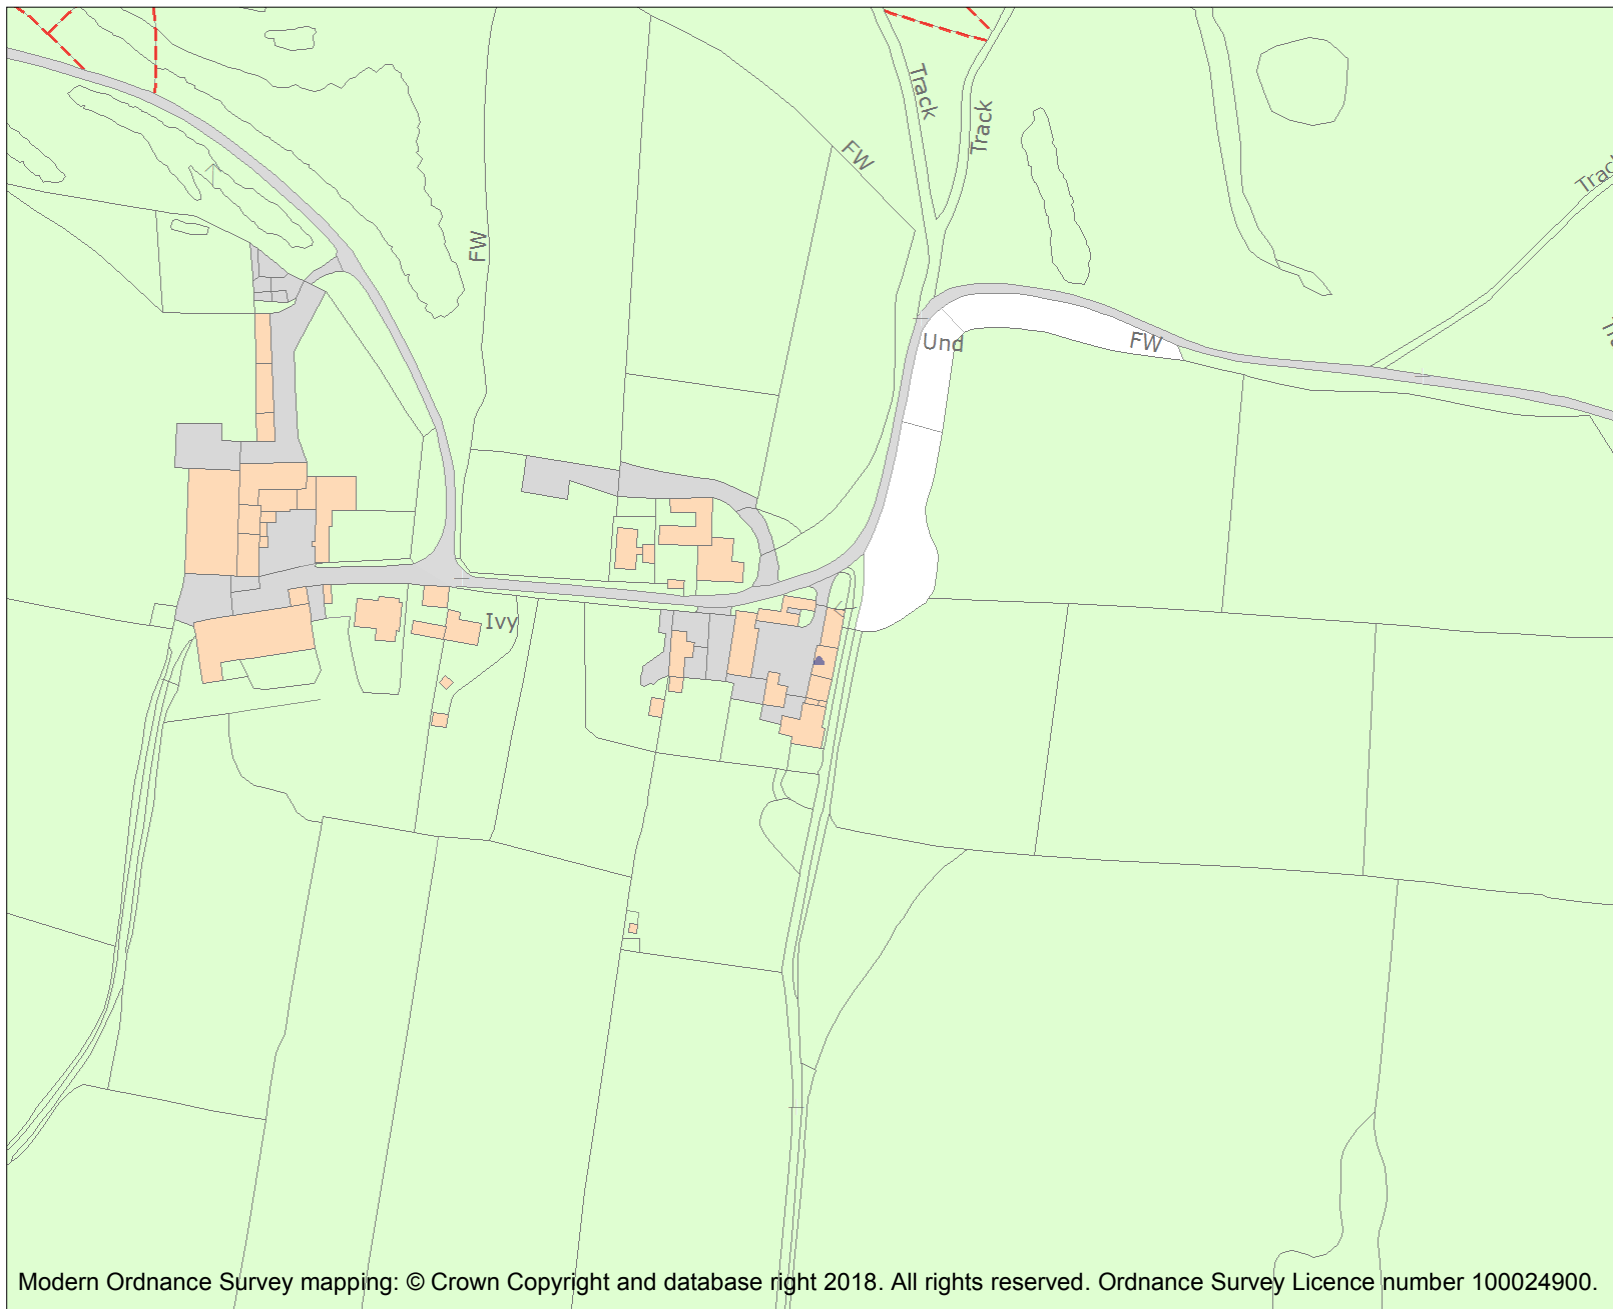 Track
Track
FW
Track
FW
Und
FW
Ivy
Modern Ordnance Survey mapping: © Crown Copyright and database right 2018. All rights reserved. Ordnance Survey Licence number 100024900.